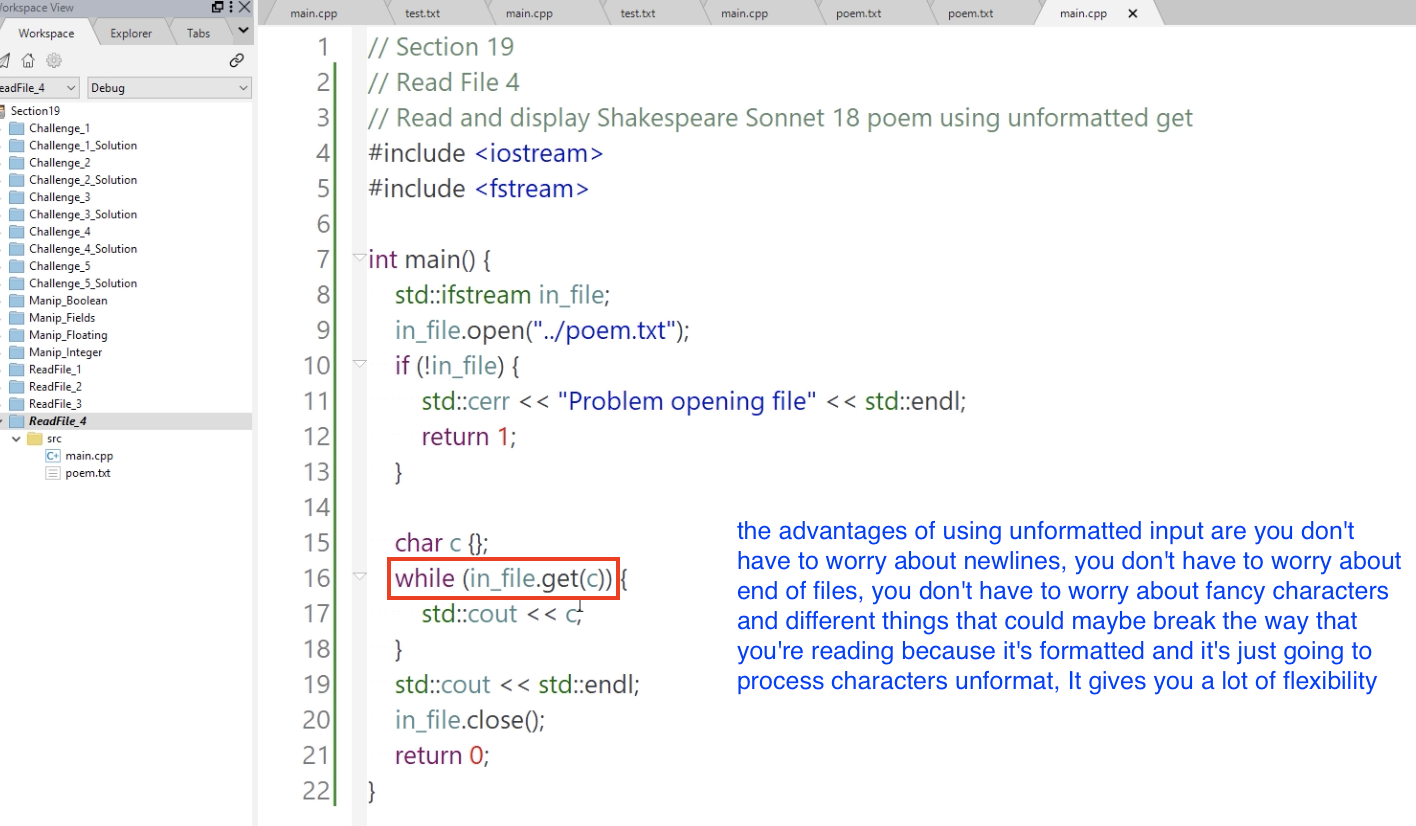 orkspace View
Workspace Explorer Tabs
eadFile_4 Debug
Section19
Challenge_1
Challenge_1_Solution
Challenge_2
Challenge_2_Solution
Challenge_3
Challenge_3_Solution
Challenge_4
Challenge_4_Solution
Challenge_5
Challenge_5_Solution
Manip_Boolean
Manip_Fields
Manip_Floating
Manip_Integer
ReadFile_1
ReadFile_2
ReadFile_3
ReadFile_4
src
C+ main.cpp
poem.txt
main.cpp test.txt main.cpp test.txt main.cpp poem.txt poem.txt main.cpp
1 // Section 19
2 // Read File 4
3 // Read and display Shakespeare Sonnet 18 poem using unformatted get
4 #include <iostream>
5 #include <fstream>
6
7 int main() {
8 std::ifstream in_file;
9 in_file.open("../poem.txt");
10 if (!in_file) {
11 std::cerr << "Problem opening file" << std::endl;
12 return 1;
13 }
14
15 char c {};
16 while (in_file.get(c)) {
17 std::cout << c;
18 }
19 std::cout << std::endl;
20 in_file.close();
21 return 0;
22 }
the advantages of using unformatted input are you don't
have to worry about newlines, you don't have to worry about
end of files, you don't have to worry about fancy characters
and different things that could maybe break the way that
you're reading because it's formatted and it's just going to
process characters unformat, It gives you a lot of flexibility